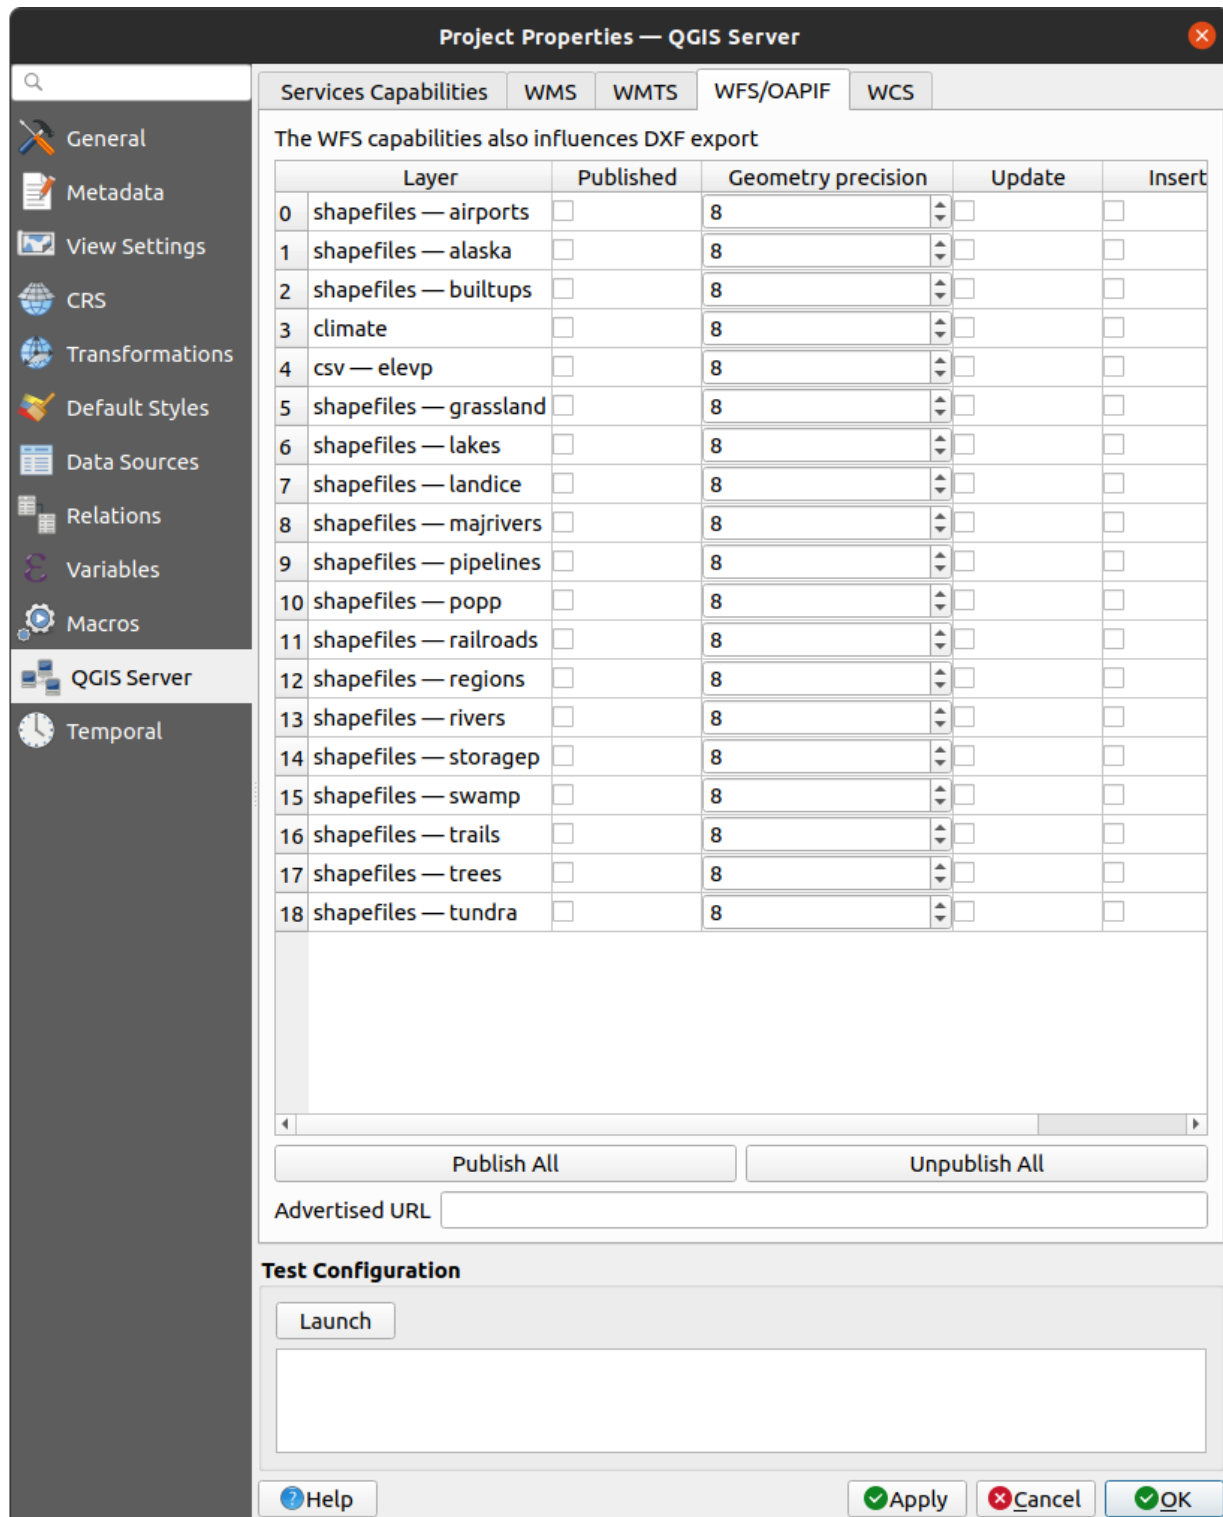 Project Properties — QGIS Server
General
Metadata
View Settings
CRS
Transformations
Default Styles
Data Sources
Relations
Variables
Macros
QGIS Server
Temporal
Services Capabilities WMS WMTS WFS/OAPIF WCS
The WFS capabilities also influences DXF export
Layer Published Geometry precision Update Insert
0 shapefiles — airports 8
1 shapefiles — alaska 8
2 shapefiles — builtups 8
3 climate 8
4 csv — elevp 8
5 shapefiles — grassland 8
6 shapefiles — lakes 8
7 shapefiles — landice 8
8 shapefiles — majrivers 8
9 shapefiles — pipelines 8
10 shapefiles — popp 8
11 shapefiles — railroads 8
12 shapefiles — regions 8
13 shapefiles — rivers 8
14 shapefiles — storagep 8
15 shapefiles — swamp 8
16 shapefiles — trails 8
17 shapefiles — trees 8
18 shapefiles — tundra 8
Publish All Unpublish All
Advertised URL
Test Configuration
Launch
Help Apply Cancel OK